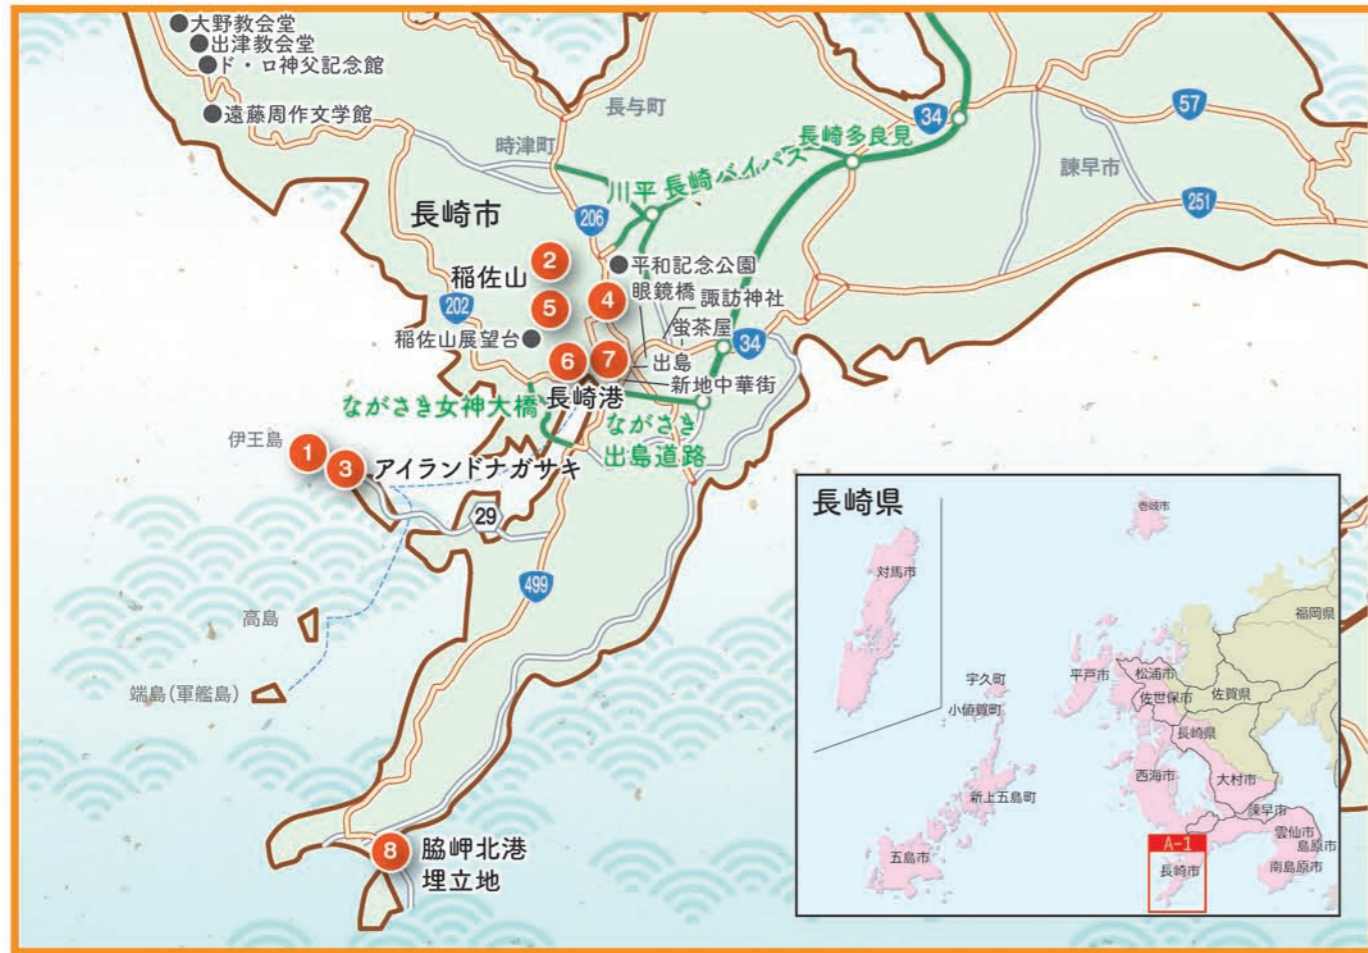 大野教会堂
出津教会堂
ド・ロ神父記念館
遠藤周作文学館
長与町
時津町
34
57
長崎多良見
長崎バイパス
川平
諫早市
251
206
長崎市
2
平和記念公園
稲佐山
眼鏡橋
諏訪神社
202
5
4
蛍茶屋
稲佐山展望台
34
6
7
出島
新地中華街
長崎港
ながさき女神大橋
ながさき
出島道路
伊王島
1
3
アイランドナガサキ
29
499
高島
端島(軍艦島)
8
脇岬北港
埋立地
長崎県
壱岐市
対馬市
福岡県
宇久町
平戸市
松浦市
佐世保市
佐賀県
小値賀町
長崎県
西海市
大村市
新上五島町
諫早市
雲仙市
島原市
A-1
五島市
長崎市
南島原市